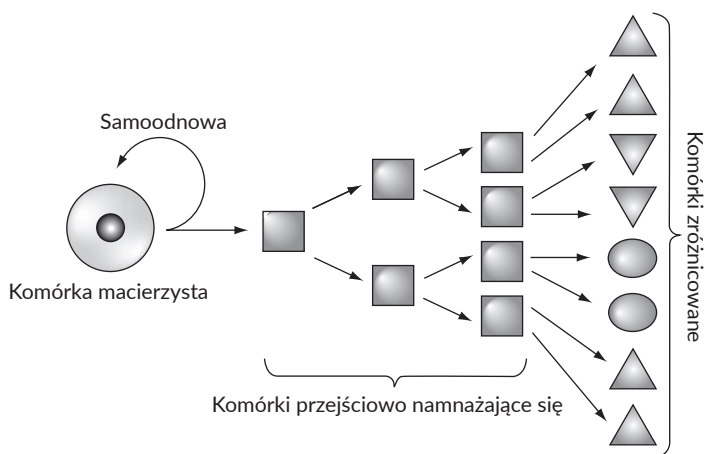 Samoodnowa
Komórka macierzysta
Komórki przejściowo namnażające się
Komórki zróżnicowane